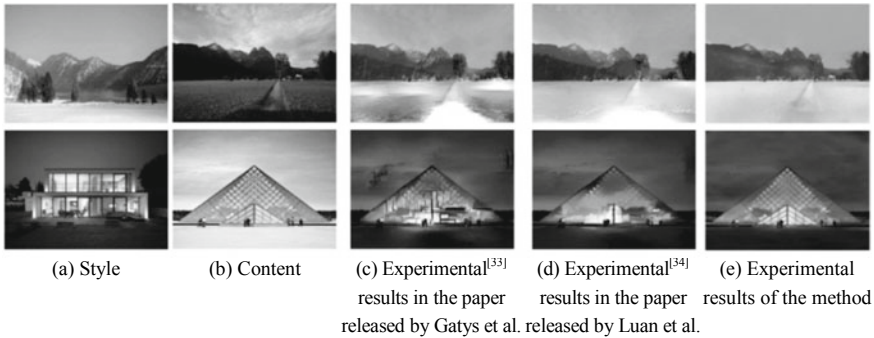 (a) Style
(b) Content
(c) Experimental[33]
results in the paper
released by Gatys et al.
(d) Experimental[34]
results in the paper
released by Luan et al.
(e) Experimental
results of the method